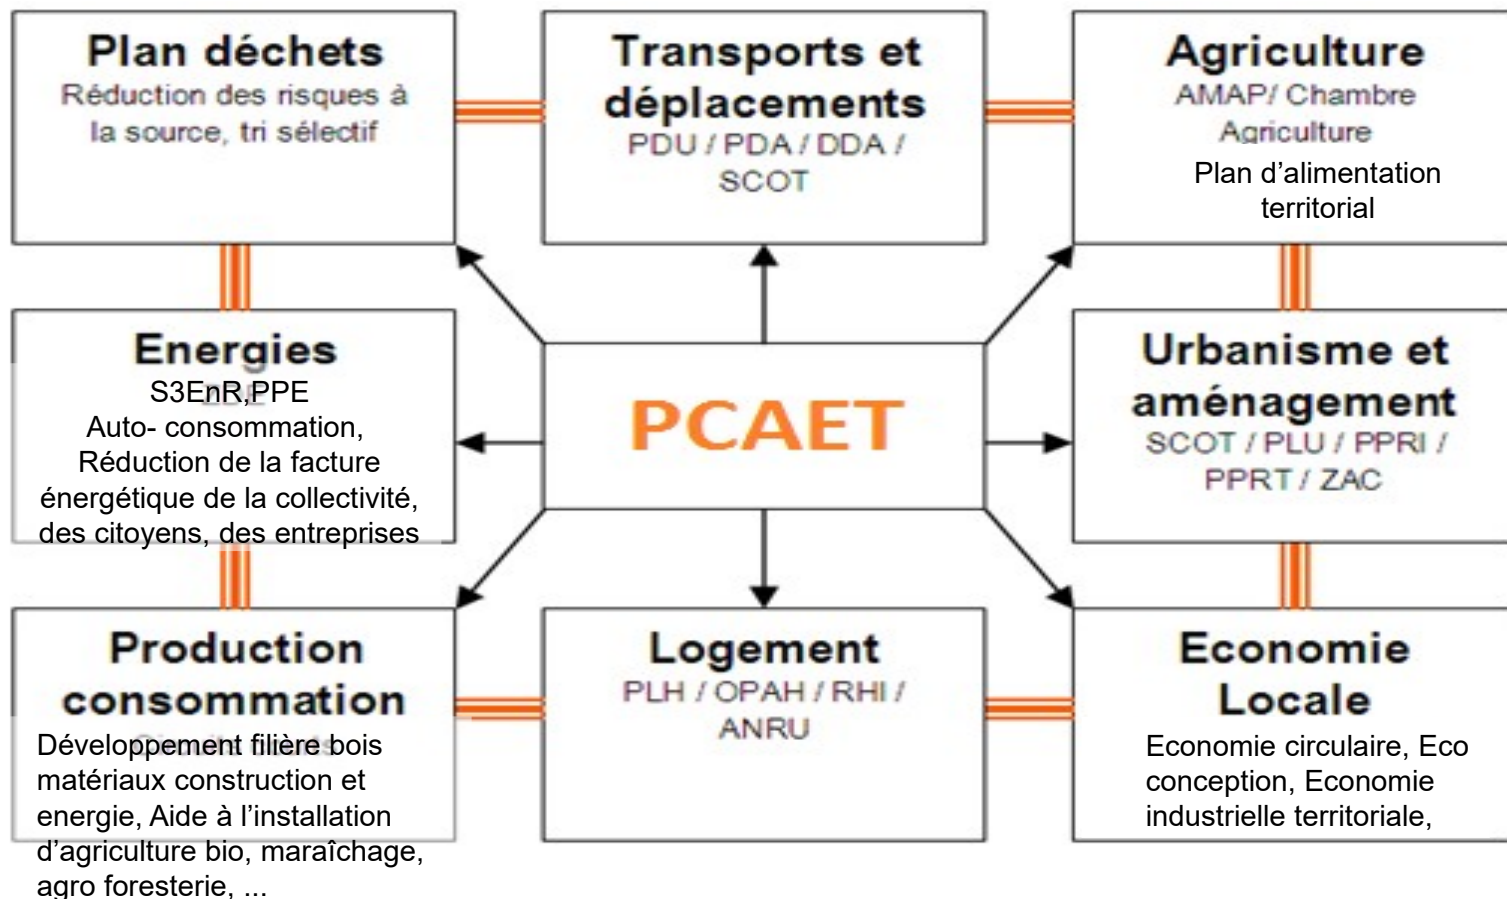 Plan déchets
Réduction des risques à
la source, tri sélectif
Transports et
déplacements
PDU / PDA / DDA /
SCOT
Agriculture
AMAP/ Chambre
Agriculture
Plan d’alimentation
territorial
Energies
S3EnR,PPE
Auto- consommation,
Réduction de la facture
énergétique de la collectivité,
des citoyens, des entreprises
PCAET
Urbanisme et
aménagement
SCOT / PLU / PPRI /
PPRT / ZAC
Production
consommation
Développement filière bois
matériaux construction et
energie, Aide à l’installation
d’agriculture bio, maraîchage,
agro foresterie, ...
Logement
PLH / OPAH / RHI /
ANRU
Economie
Locale
Economie circulaire, Eco
conception, Economie
industrielle territoriale,